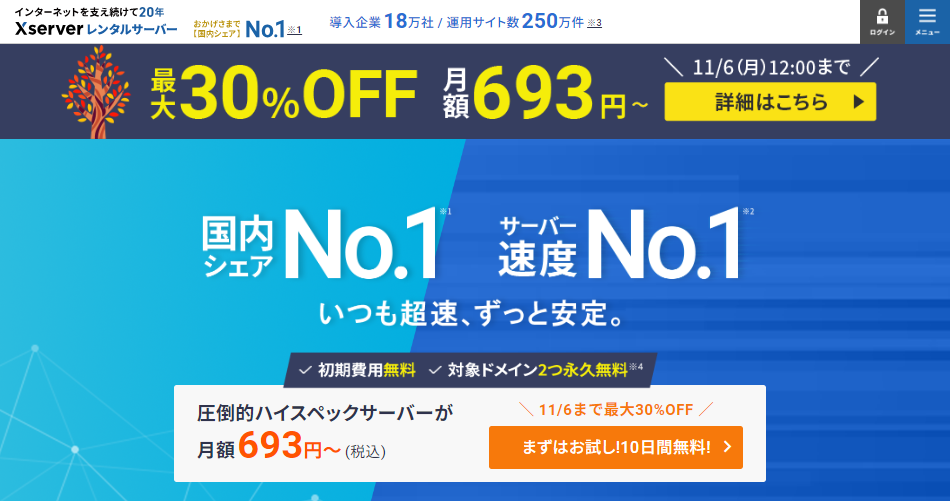 インターネットを支え続けて20年
Xserver レンタルサーバー
おかげさまで
【国内シェア】 No.1 ※1
導入企業 18万社 / 運用サイト数 250万件 ※3
ログイン
メニュー
最大 30%OFF 月額 693円～
＼ 11/6(月)12:00まで ／
詳細はこちら
国内シェア No.1 ※1
サーバー速度 No.1 ※2
いつも超速、ずっと安定。
初期費用無料 対象ドメイン2つ永久無料※4
圧倒的ハイスペックサーバーが
月額 693円～ (税込)
＼ 11/6まで最大30%OFF ／
まずはお試し!10日間無料!